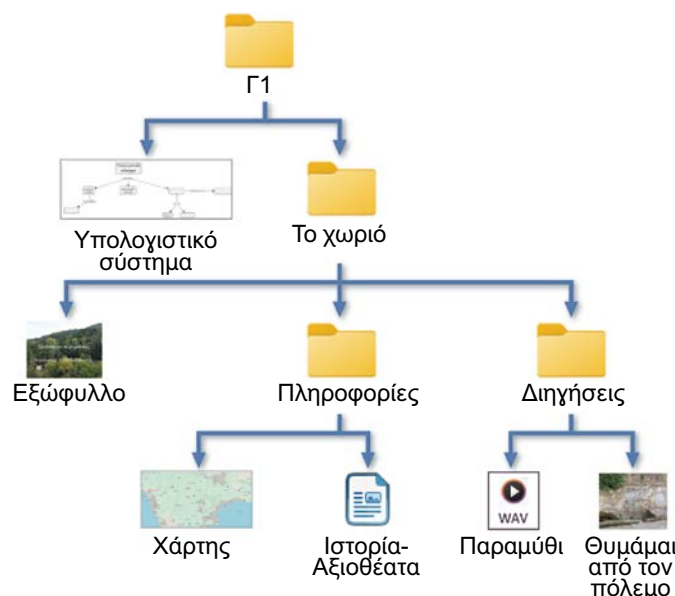 Γ1
Υπολογιστικό
σύστημα
Το χωριό
Εξώφυλλο
Πληροφορίες
Διηγήσεις
Χάρτης
Ιστορία-
Αξιοθέατα
WAV
Παραμύθι
Θυμάμαι
από τον
πόλεμο